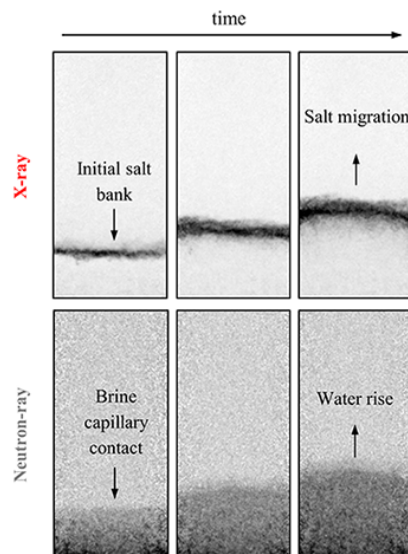 time
X-ray
Initial salt
bank
Salt migration
Neutron-ray
Brine
capillary
contact
Water rise